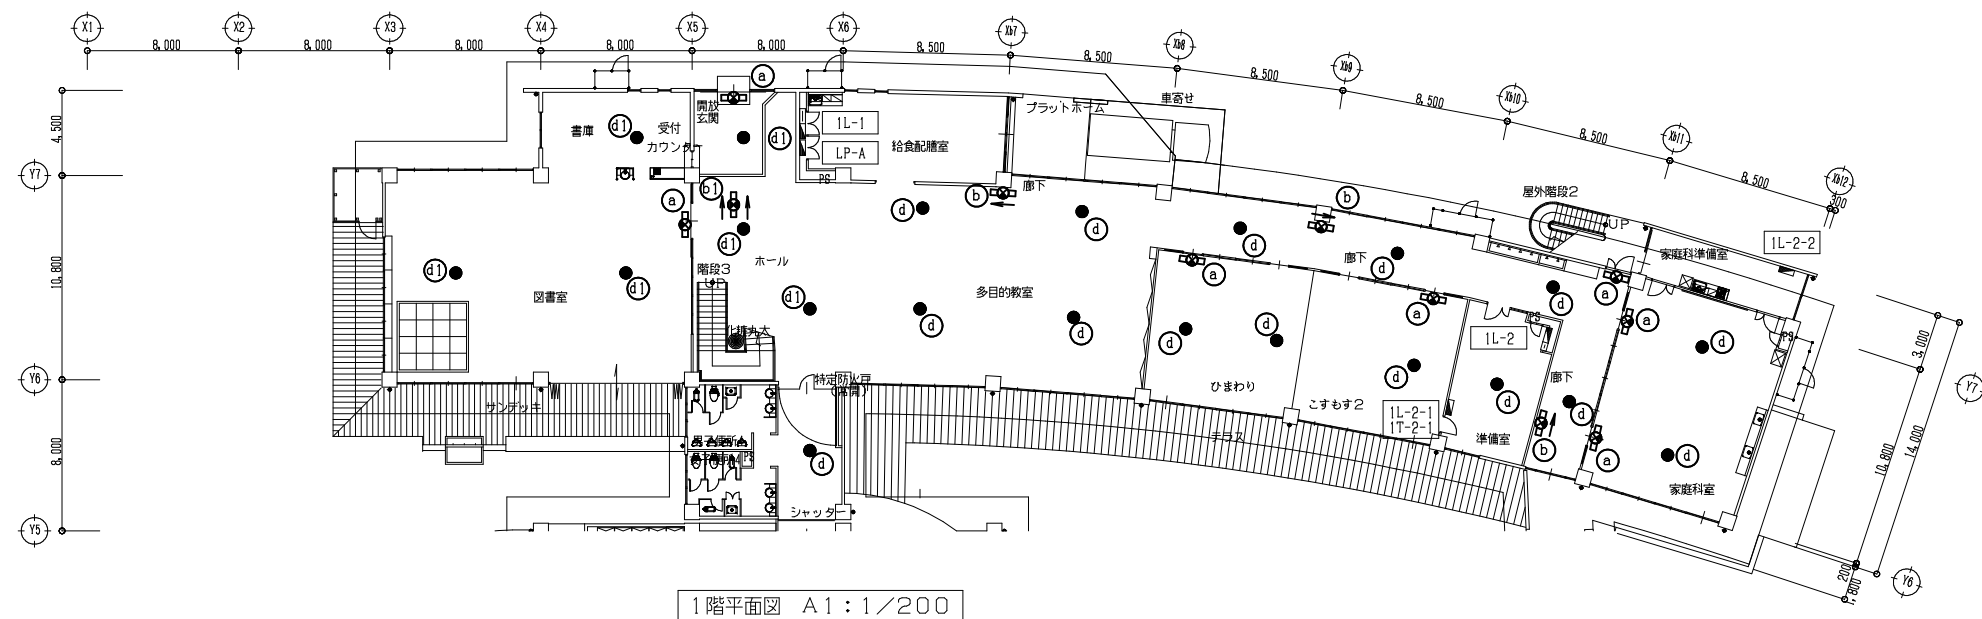 X1
X2
X3
X4
X5
X6
Xb7
Xb8
Xb9
Xb10
Xb11
Xb12
8,000
8,000
8,000
8,000
8,000
8,500
8,500
8,500
8,500
8,500
8,500
300
4,500
10,800
8,000
Y7
Y6
Y5
a
開放
玄関
書庫
d1
受付
カウンター
d1
1L-1
LP-A
給食配膳室
PS
プラットホーム
車寄せ
廊下
b
b
屋外階段2
UP
1L-2-2
家庭科準備室
a
b1
d1
d
d
d
d
廊下
d1
d1
図書室
階段3
UP
ホール
d1
化粧丸太
多目的教室
d
d
a
a
a
a
d
d
d
d
1L-2
PS
PS
d
特定防火戸
(常開)
ひまわり
こすもす2
d
1L-2-1
1T-2-1
準備室
d
廊下
d
b
a
d
家庭科室
サンデッキ
テラス
PS
d
シャッター
3,000
10,800
14,000
200
1,800
Y7
Y6
1階平面図 A1:1/200